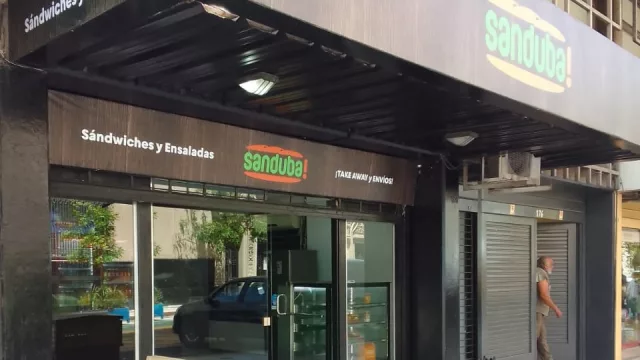 Sándwiches y
sanduba!
Sándwiches y Ensaladas
sanduba!
¡TAKE AWAY y ENVÍOS!